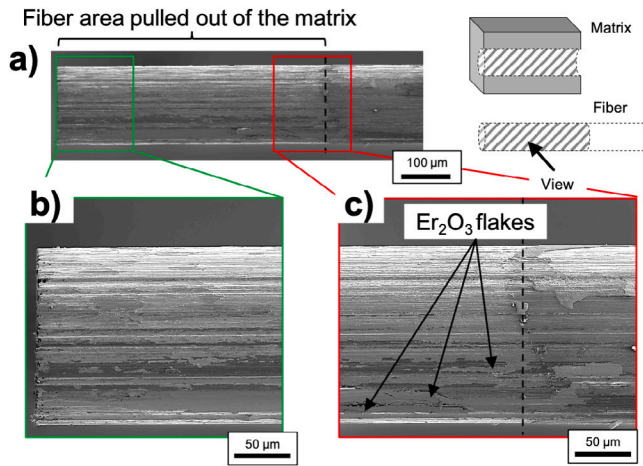 Fiber area pulled out of the matrix
a)
Matrix
Fiber
View
100 µm
b)
c)
Er₂O₃ flakes
50 µm
50 µm